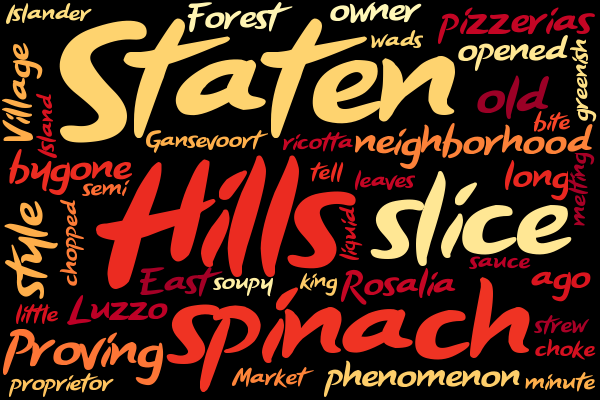 Islander
Forest
owner
pizzerias
Staten
wads
opened
greenish
Village
Island
old
bite
Gansevoort
ricotta
neighborhood
bygone
semi
Hills
tell
leaves
slice
long
melting
style
chopped
liquid
sauce
East
soupy
king
Rosalia
ago
little
Luzzo
spinach
strew
choke
Proving
proprietor
Market
phenomenon
minute